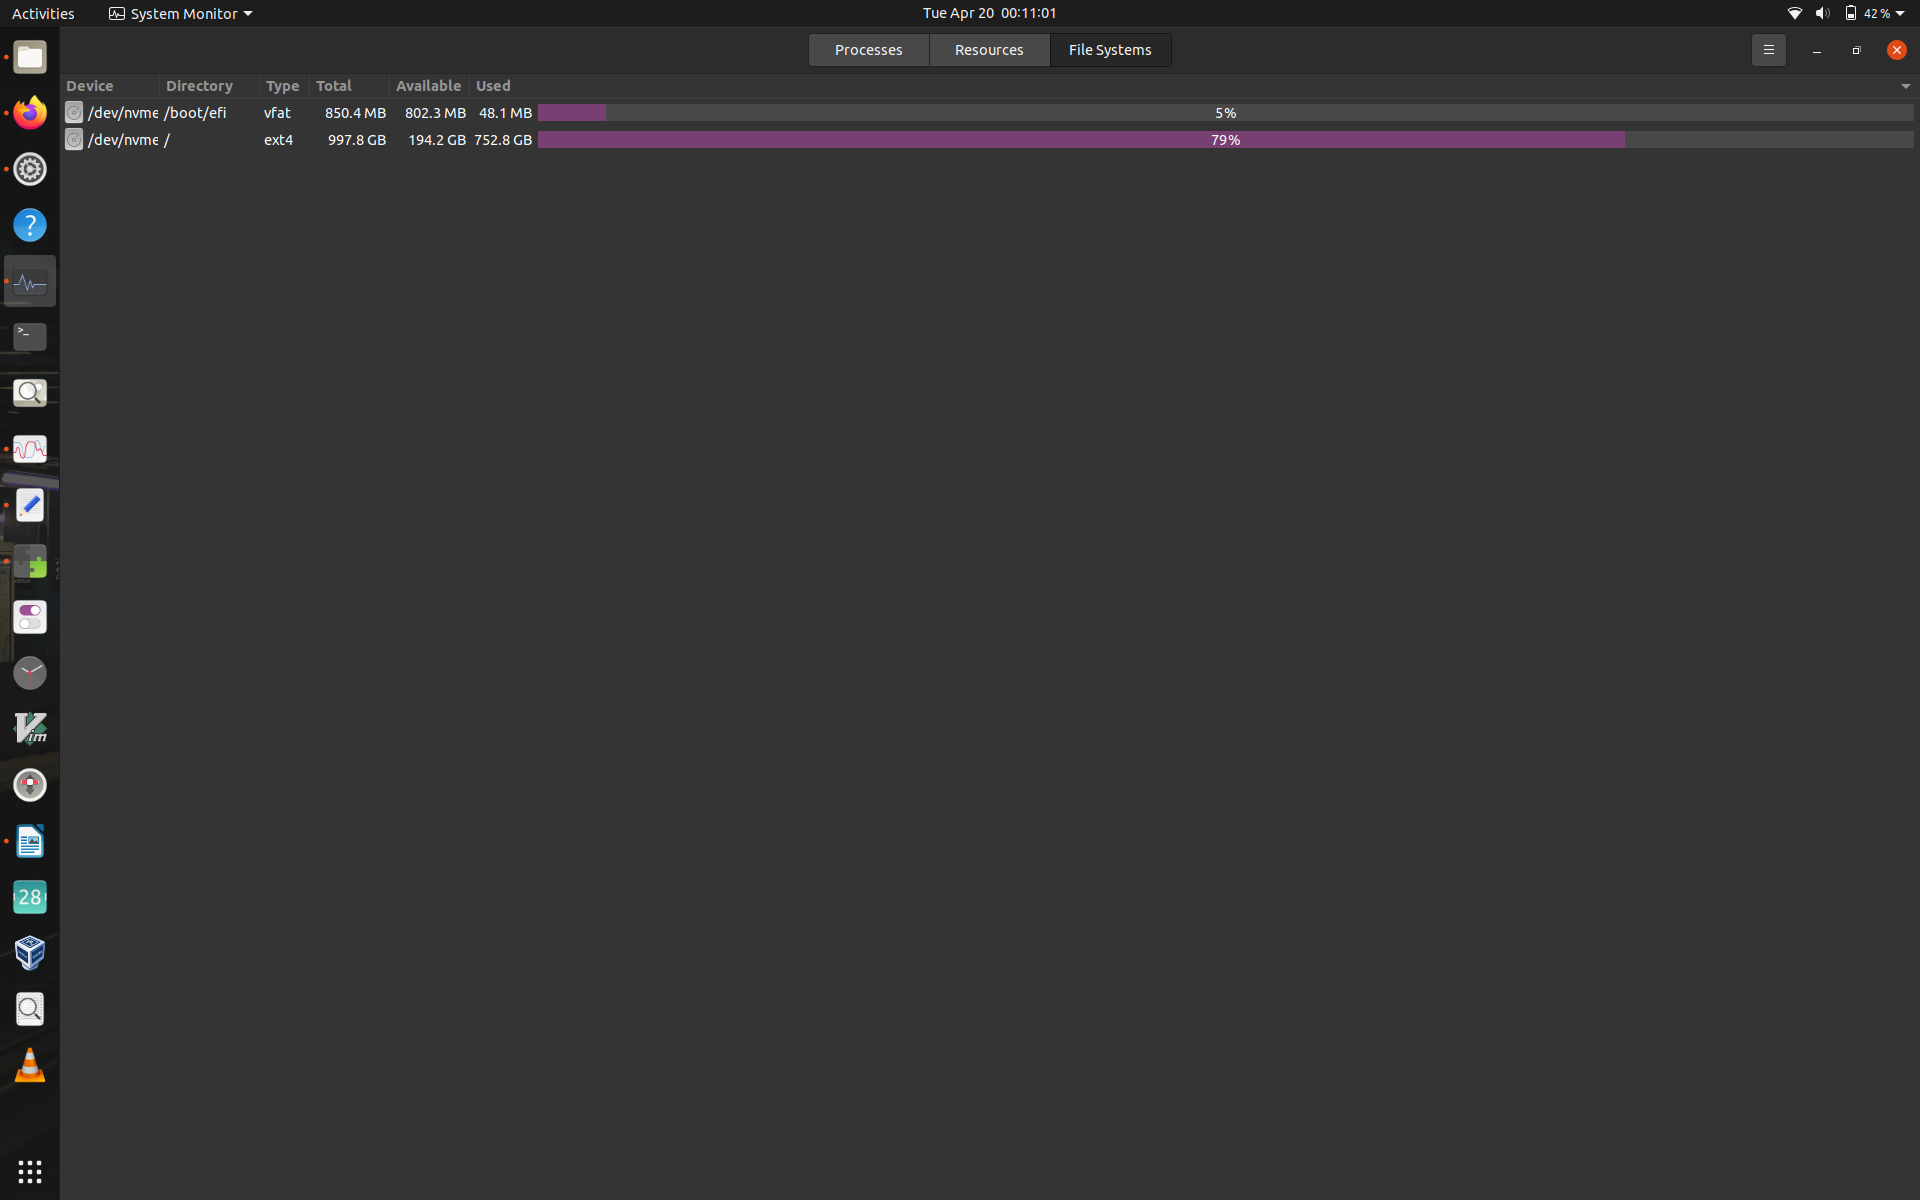 Activities System Monitor Tue Apr 20 00:11:01 42 %
Processes Resources File Systems
Device Directory Type Total Available Used
/dev/nvme /boot/efi vfat 850.4 MB 802.3 MB 48.1 MB 5%
/dev/nvme / ext4 997.8 GB 194.2 GB 752.8 GB 79%
?
>_
Vim
28